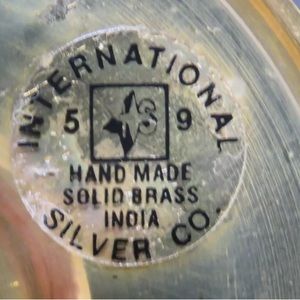 INTERNATIONAL
5 S 9
HAND MADE
SOLID BRASS
INDIA
SILVER CO.